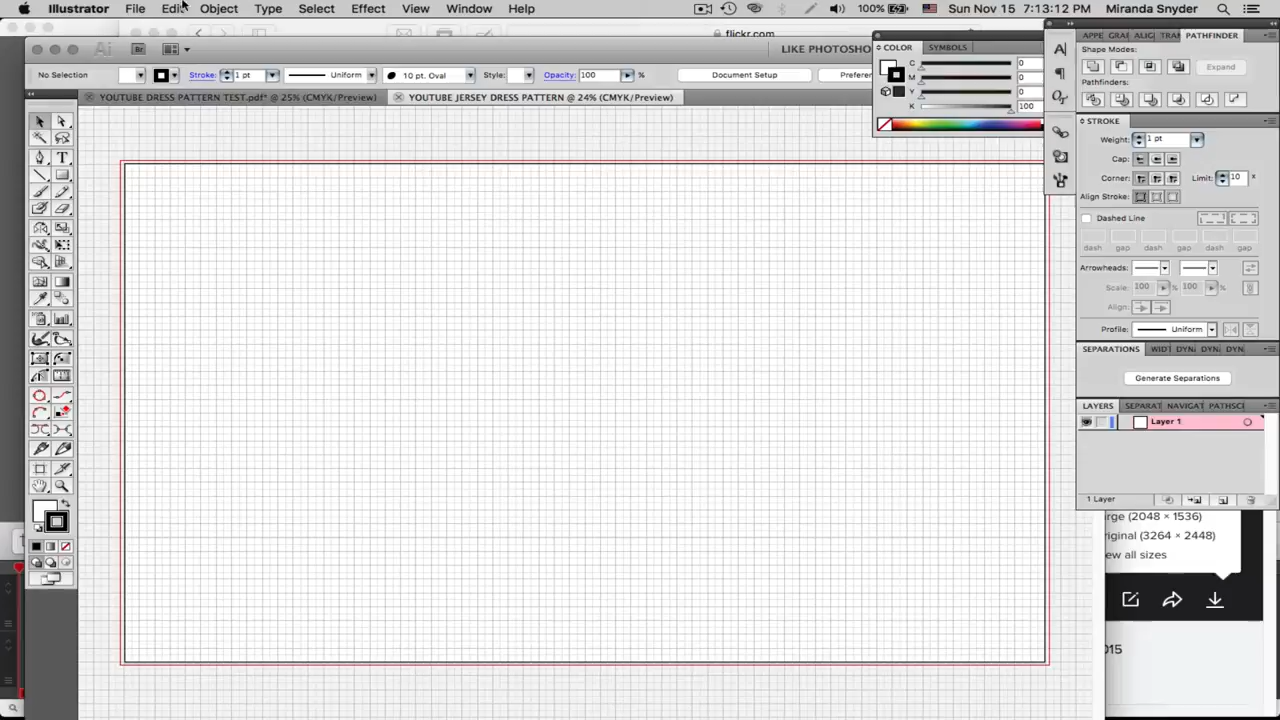 Illustrator File Edit Object Type Select Effect View Window Help 100% Sun Nov 15 7:13:12 PM Miranda Snyder
flickr.com
Ai Br LIKE PHOTOSHO
No Selection Stroke: 1 pt Uniform 10 pt. Oval Style: Opacity: 100 % Document Setup Prefer
YOUTUBE DRESS PATTERN TEST.pdf* @ 25% (CMYK/Preview)
YOUTUBE JERSEY DRESS PATTERN @ 24% (CMYK/Preview)
COLOR SYMBOLS
C 0
M 0
Y 0
K 100
APPE GRA ALIG TRA PATHFINDER
Shape Modes:
Expand
Pathfinders:
STROKE
Weight: 1 pt
Cap:
Corner: Limit: 10 x
Align Stroke:
Dashed Line
dash gap dash gap dash gap
Arrowheads:
Scale: 100 % 100 %
Align:
Profile: Uniform
SEPARATIONS WIDT DYN DYN DYN
Generate Separations
LAYERS SEPARAT NAVIGAT PATHSCI
Layer 1
1 Layer
rge (2048 × 1536)
riginal (3264 × 2448)
ew all sizes
015